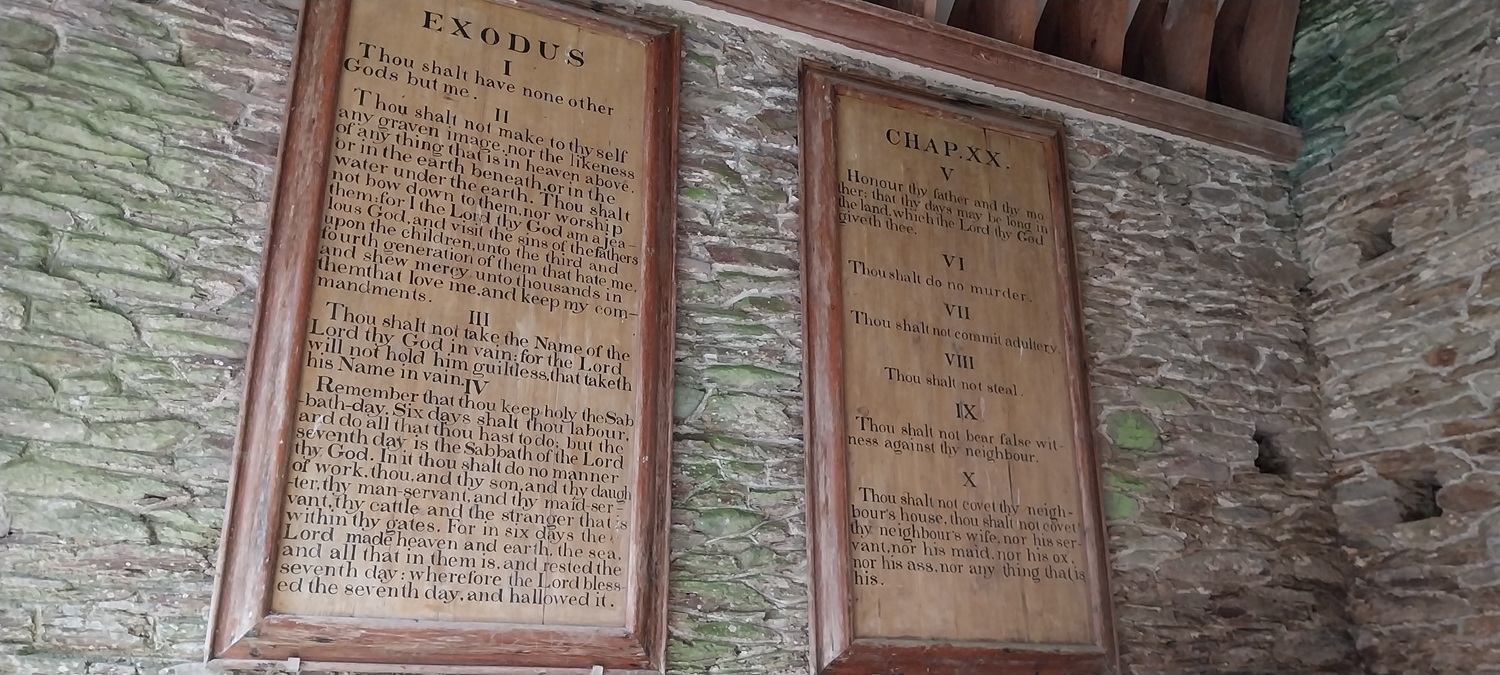 EXODUS
I
Thou shalt have none other
Gods but me.
II
Thou shalt not make to thyself
any graven image, nor the likeness
of any thing that is in heaven above.
or in the earth beneath, or in the
water under the earth. Thou shalt
not bow down to them, nor worship
them: for I the Lord thy God am a jea-
lous God, and visit the sins of the fathers
upon the children, unto the third and
fourth generation of them that hate me,
and shew mercy unto thousands in
them that love me, and keep my com-
mandments.
III
Thou shalt not take the Name of the
Lord thy God in vain: for the Lord
will not hold him guiltless, that taketh
his Name in vain.
IV
Remember that thou keep holy the Sab
-bath-day. Six days shalt thou labour,
and do all that thou hast to do; but the
seventh day is the Sabbath of the Lord
thy God. In it thou shalt do no manner
of work, thou, and thy son, and thy daugh
-ter, thy man-servant, and thy maid-ser-
vant, thy cattle and the stranger that is
within thy gates. For in six days the
Lord made heaven and earth, the sea,
and all that in them is, and rested the
seventh day: wherefore the Lord bless-
ed the seventh day, and hallowed it.
CHAP. XX.
V
Honour thy father and thy mo
ther; that thy days may be long in
the land, which the Lord thy God
giveth thee.
VI
Thou shalt do no murder.
VII
Thou shalt not commit adultery.
VIII
Thou shalt not steal.
IX
Thou shalt not bear false wit-
ness against thy neighbour.
X
Thou shalt not covet thy neigh-
bour's house, thou shalt not covet
thy neighbour's wife, nor his ser-
vant, nor his maid, nor his ox,
nor his ass, nor any thing that is
his.